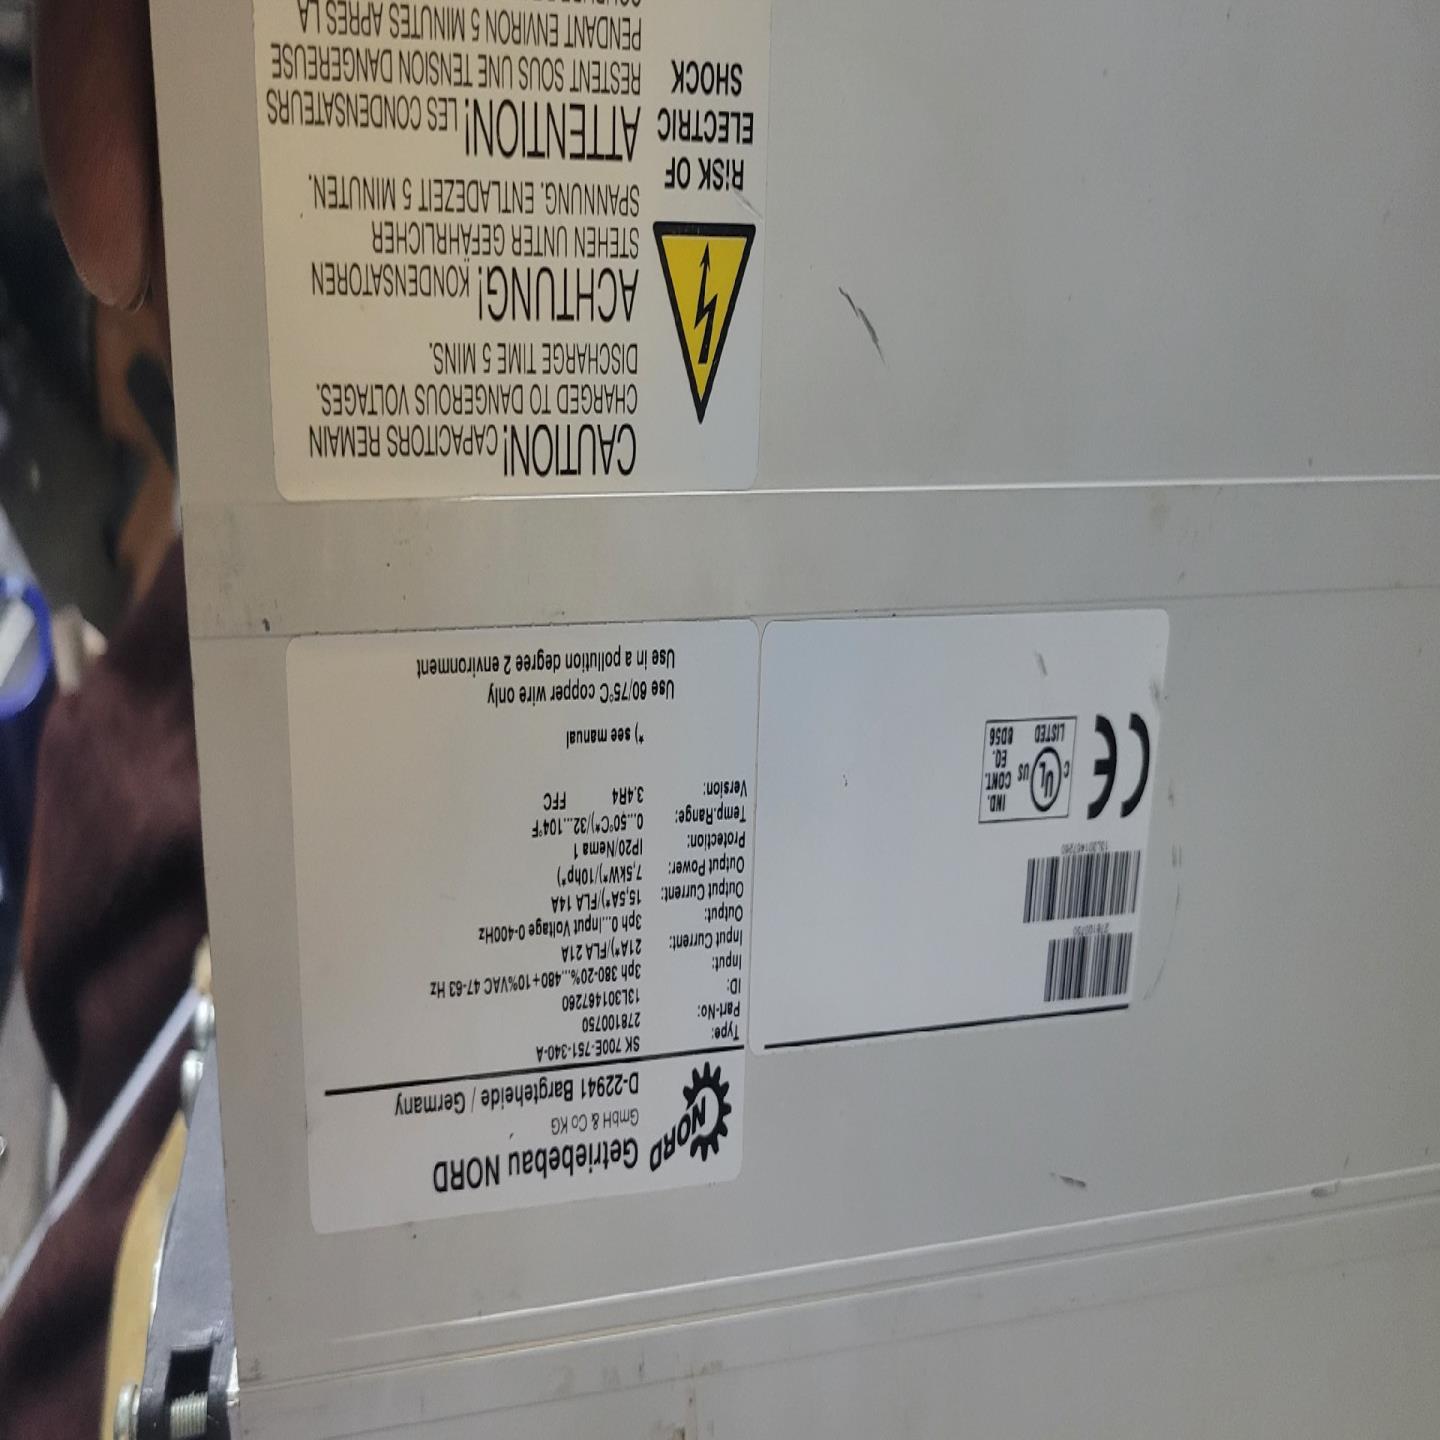 NORD
Getriebebau NORD
GmbH & Co KG
D-22941 Bargteheide / Germany
Type: SK 700E-751-340-A
Part-No: 278100750
ID: 13L301467260
Input: 3ph 380-20%...480+10%VAC 47-63 Hz
Input Current: 21A*)/FLA 21A
Output: 3ph 0...Input Voltage 0-400Hz
Output Current: 15,5A*)/FLA 14A
Output Power: 7,5kW*)/10hp*)
Protection: IP20/Nema 1
Temp.Range: 0...50°C*)/32...104°F
Version: 3.4R4 FFC
*) see manual
Use 60/75°C copper wire only
Use in a pollution degree 2 environment
278100750
13L301467260
CE
C UL US
LISTED
IND.
CONT.
EQ.
8D56
CAUTION! CAPACITORS REMAIN
CHARGED TO DANGEROUS VOLTAGES.
DISCHARGE TIME 5 MINS.
ACHTUNG! KONDENSATOREN
STEHEN UNTER GEFÄHRLICHER
SPANNUNG. ENTLADEZEIT 5 MINUTEN.
ATTENTION! LES CONDENSATEURS
RESTENT SOUS UNE TENSION DANGEREUSE
PENDANT ENVIRON 5 MINUTES APRES LA
RISK OF
ELECTRIC
SHOCK